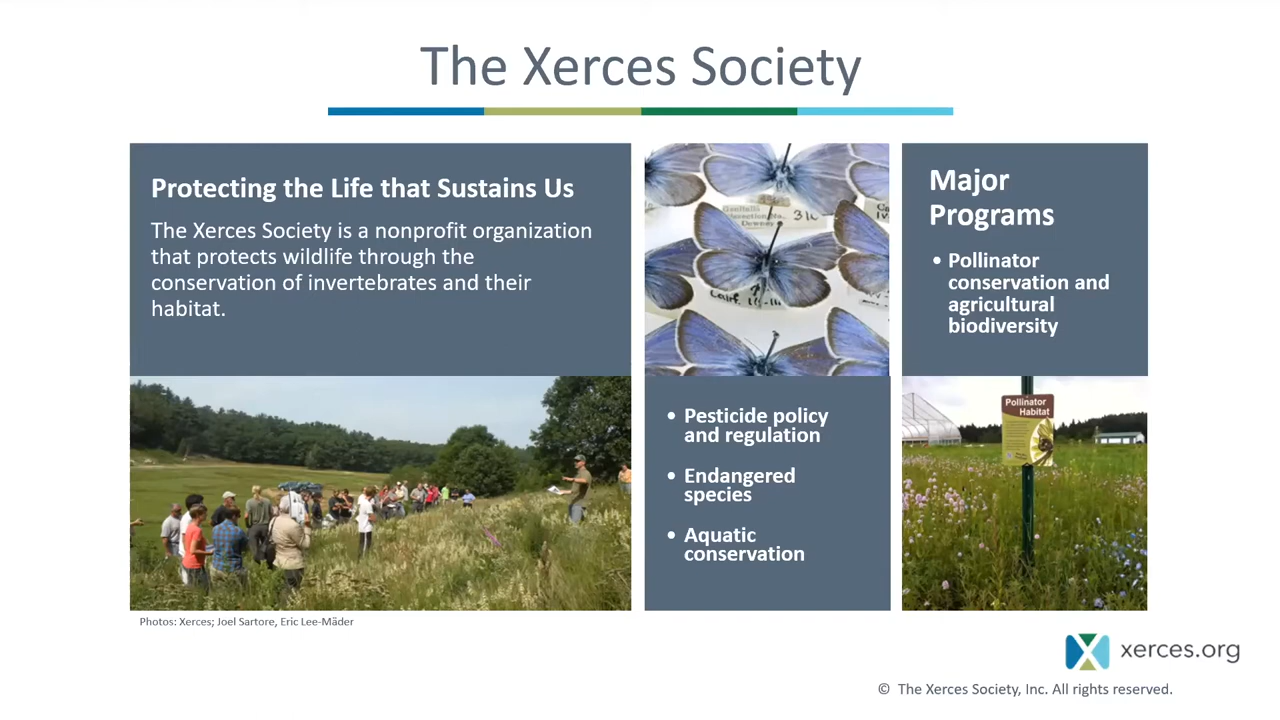 The Xerces Society
Protecting the Life that Sustains Us
The Xerces Society is a nonprofit organization
that protects wildlife through the
conservation of invertebrates and their
habitat.
Major
Programs
• Pollinator
conservation and
agricultural
biodiversity
• Pesticide policy
and regulation
• Endangered
species
• Aquatic
conservation
Pollinator
Habitat
Photos: Xerces; Joel Sartore, Eric Lee-Mäder
xerces.org
© The Xerces Society, Inc. All rights reserved.